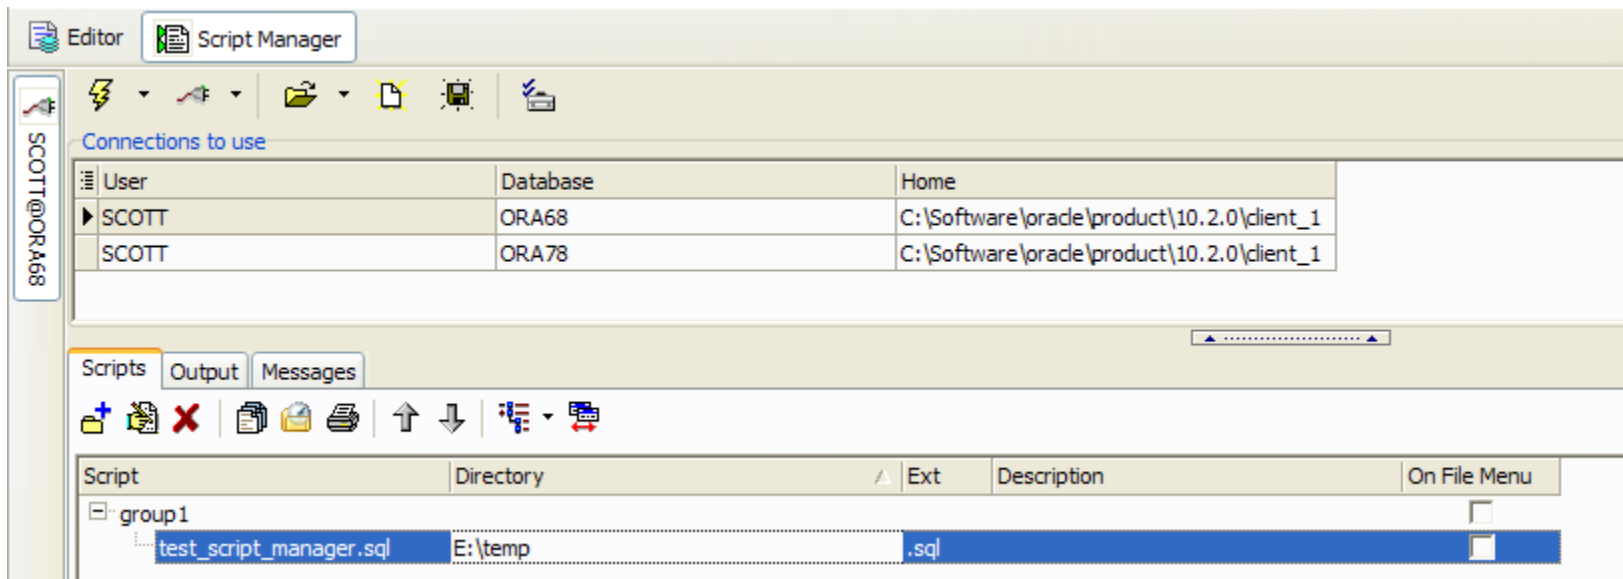 Editor Script Manager
SCOTT@ORA68
Connections to use
User Database Home
SCOTT ORA68 C:\Software\oracle\product\10.2.0\client_1
SCOTT ORA78 C:\Software\oracle\product\10.2.0\client_1
Scripts Output Messages
Script Directory Ext Description On File Menu
group1
test_script_manager.sql E:\temp .sql